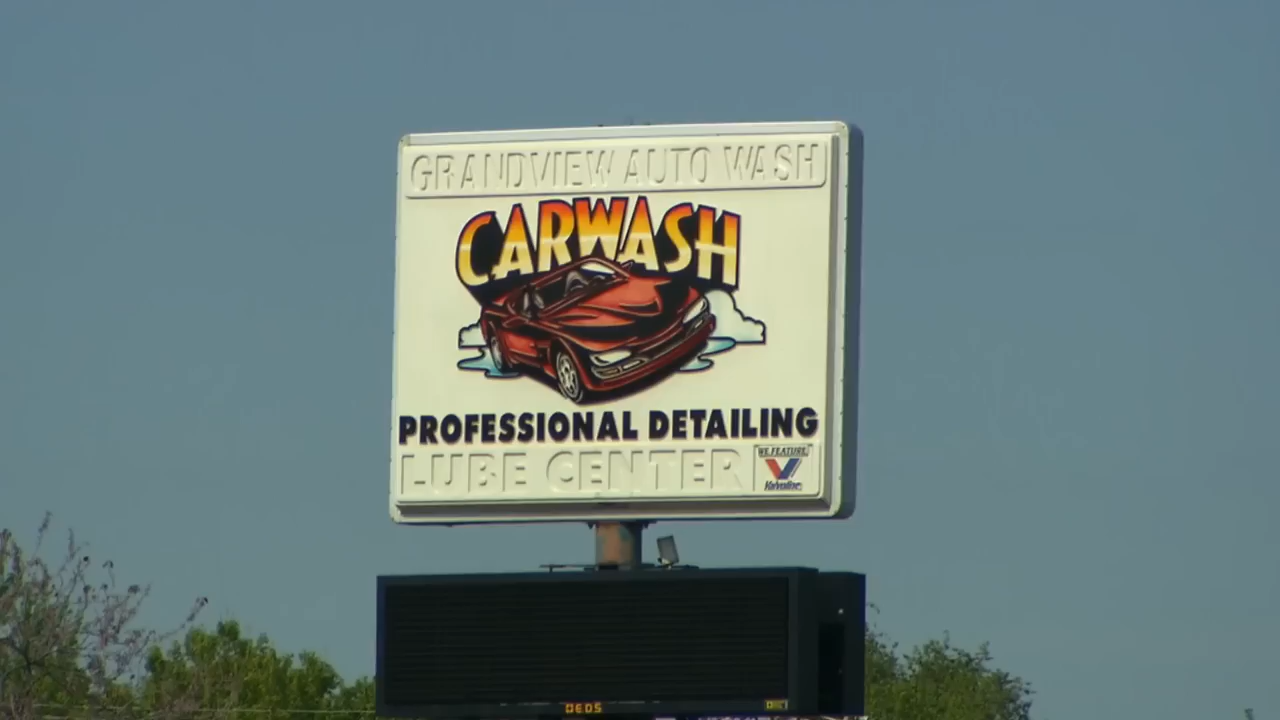 GRANDVIEW AUTO WASH
CARWASH
PROFESSIONAL DETAILING
LUBE CENTER
WE FEATURE
Valvoline